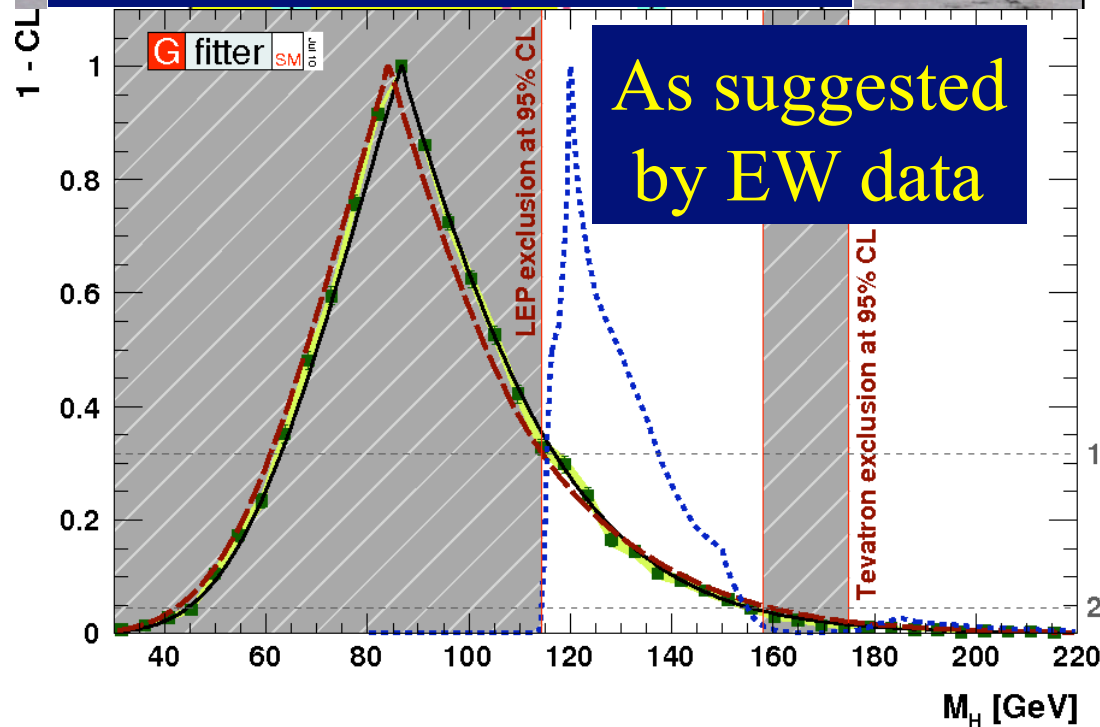 1 - CL
G fitter SM Jul 10
As suggested
by EW data
LEP exclusion at 95% CL
Tevatron exclusion at 95% CL
1
0.8
0.6
0.4
0.2
0
1
2
40 60 80 100 120 140 160 180 200 220
M_H [GeV]